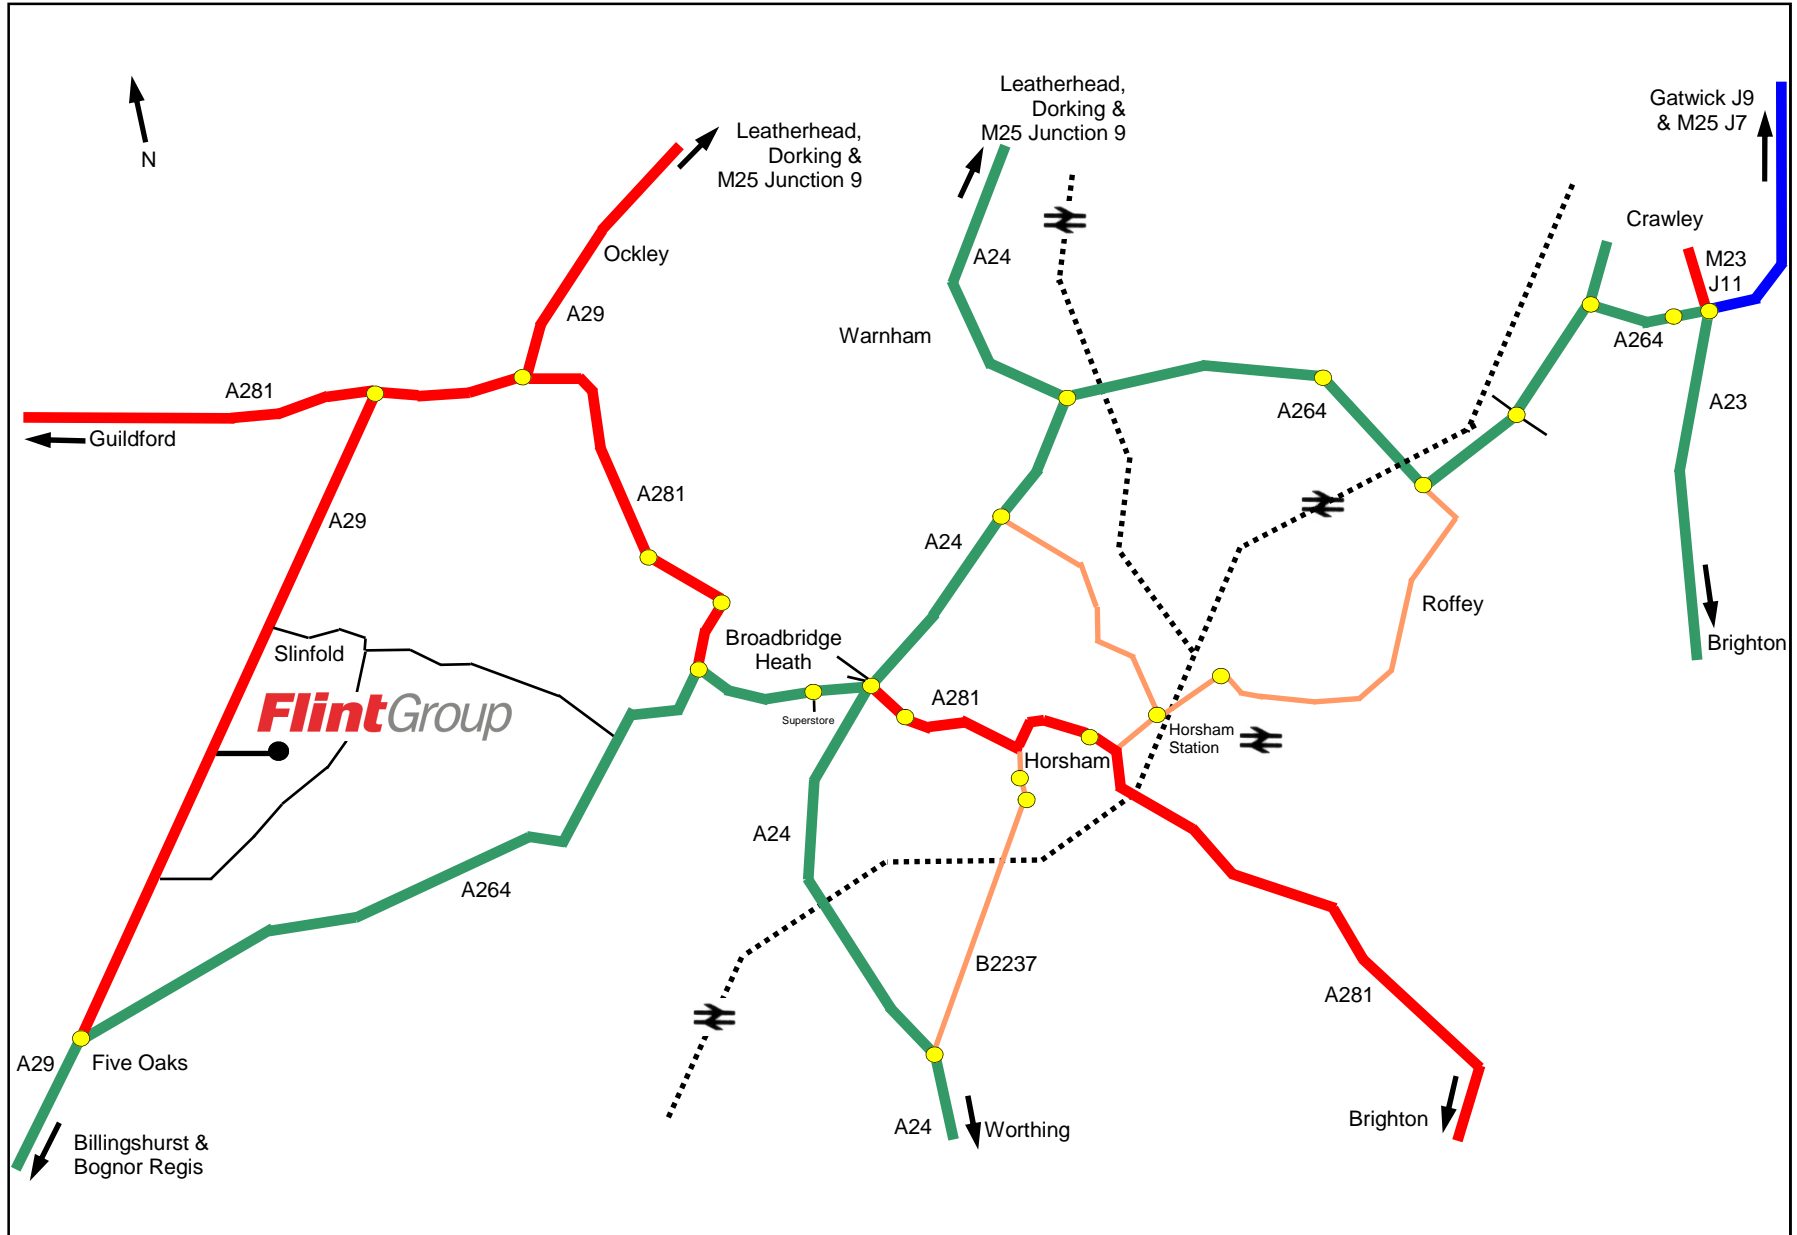 Leatherhead,
Dorking &
M25 Junction 9
Gatwick J9
& M25 J7
Leatherhead,
Dorking &
M25 Junction 9
N
Crawley
Ockley
A24
M23
J11
A29
Warnham
A264
A281
A264
A23
Guildford
A281
A29
A24
Roffey
Broadbridge
Heath
Brighton
Slinfold
A281
FlintGroup
Superstore
Horsham
Station
Horsham
A24
A264
B2237
A281
A29
Five Oaks
Brighton
A24
Worthing
Billingshurst &
Bognor Regis